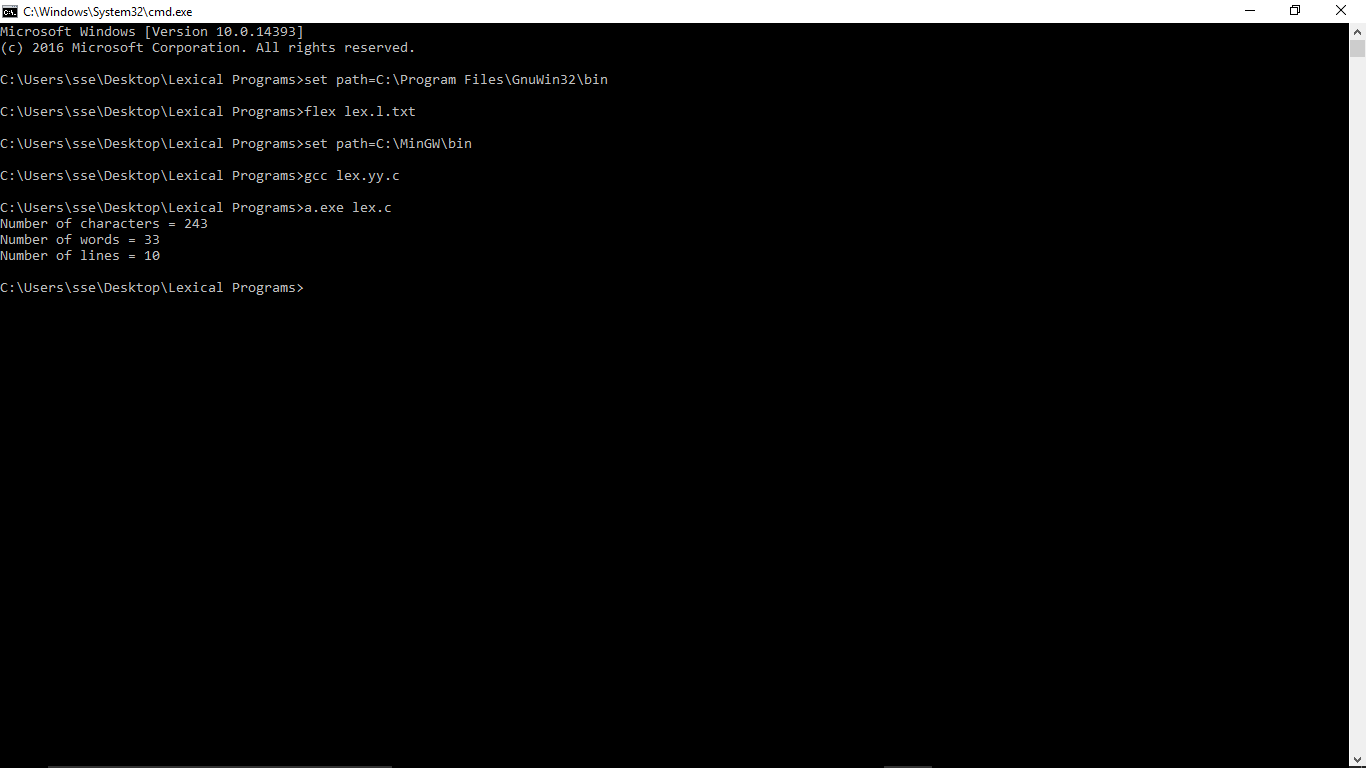 C:\Windows\System32\cmd.exe
Microsoft Windows [Version 10.0.14393]
(c) 2016 Microsoft Corporation. All rights reserved.
C:\Users\sse\Desktop\Lexical Programs>set path=C:\Program Files\GnuWin32\bin
C:\Users\sse\Desktop\Lexical Programs>flex lex.l.txt
C:\Users\sse\Desktop\Lexical Programs>set path=C:\MinGW\bin
C:\Users\sse\Desktop\Lexical Programs>gcc lex.yy.c
C:\Users\sse\Desktop\Lexical Programs>a.exe lex.c
Number of characters = 243
Number of words = 33
Number of lines = 10
C:\Users\sse\Desktop\Lexical Programs>